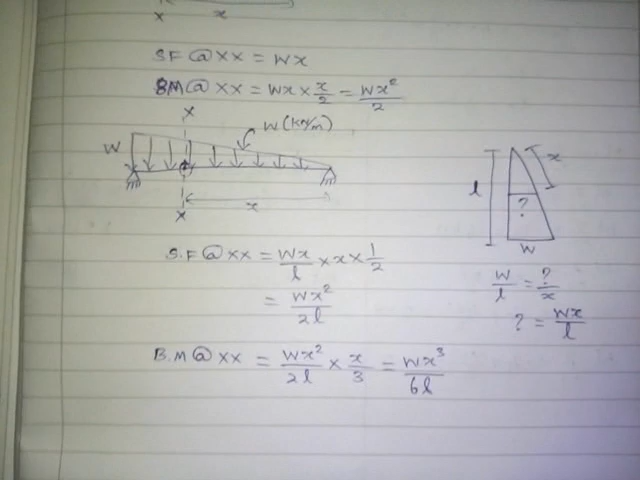 x x
S.F @ XX = Wx
BM @ XX = Wx × x/2 = Wx²/2
X
W W (kN/m)
X x
l ? x
W
S.F @ XX = Wx/l × x × 1/2
= Wx²/2l
W/l = ?/x
? = Wx/l
B.M @ XX = Wx²/2l × x/3 = Wx³/6l